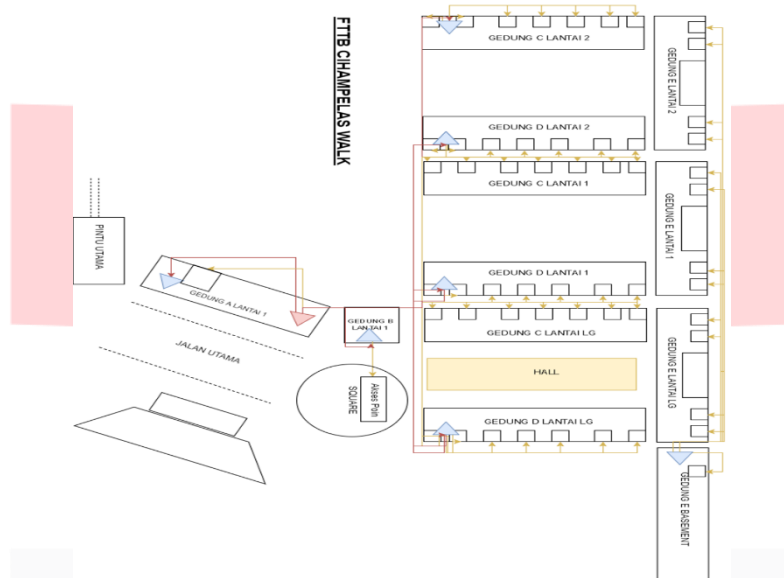 FTTB CIHAMPELAS WALK
GEDUNG C LANTAI 2
GEDUNG E LANTAI 2
GEDUNG D LANTAI 2
GEDUNG C LANTAI 1
GEDUNG E LANTAI 1
PINTU UTAMA
GEDUNG A LANTAI 1
GEDUNG D LANTAI 1
GEDUNG B
LANTAI 1
GEDUNG C LANTAI LG
JALAN UTAMA
GEDUNG E LANTAI LG
HALL
Akses Poin
SQUARE
GEDUNG D LANTAI LG
GEDUNG E BASEMENT